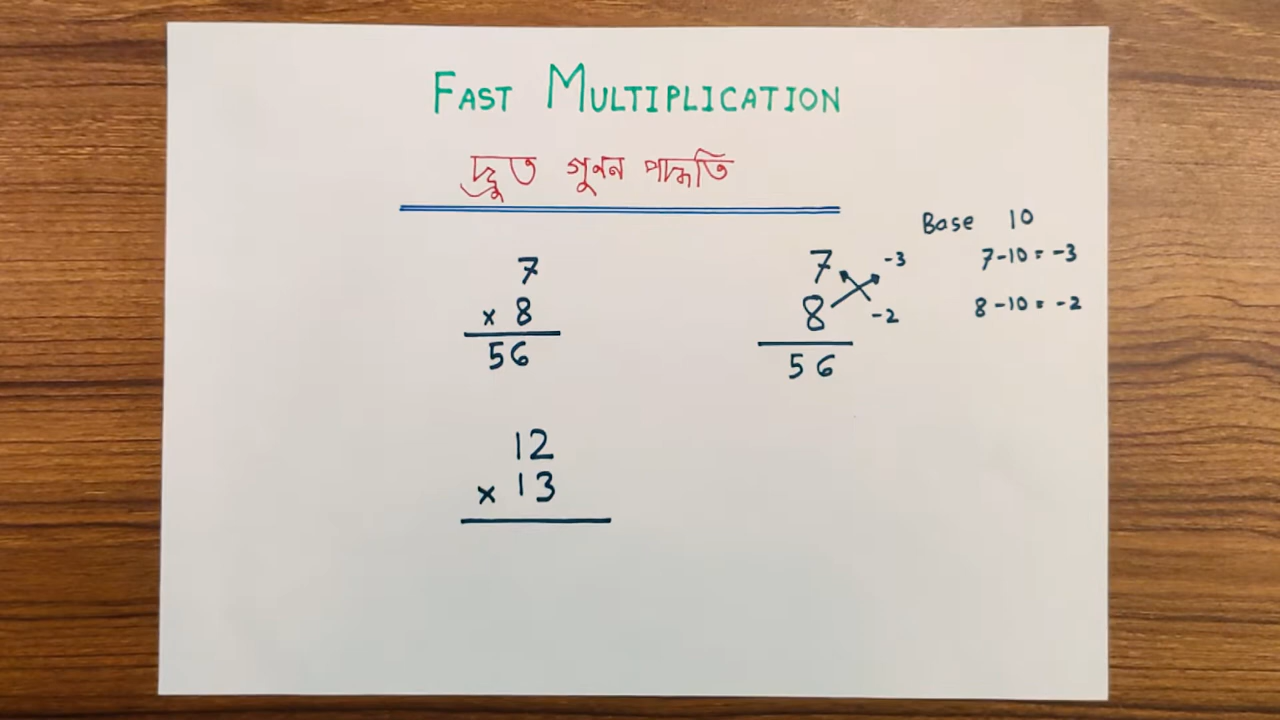 FAST MULTIPLICATION
দ্রুত গুনন পদ্ধতি
7
× 8
56
7 -3
8 -2
56
Base 10
7-10 = -3
8-10 = -2
12
× 13